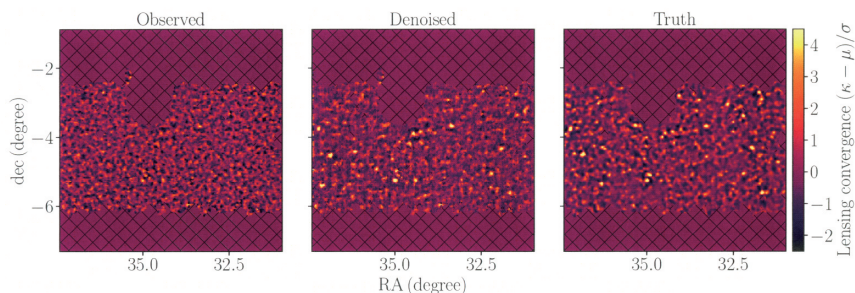 Observed
Denoised
Truth
−2
−4
−6
dec (degree)
35.0
32.5
35.0
32.5
35.0
32.5
RA (degree)
4
3
2
1
0
−1
−2
Lensing convergence (κ − μ)/σ